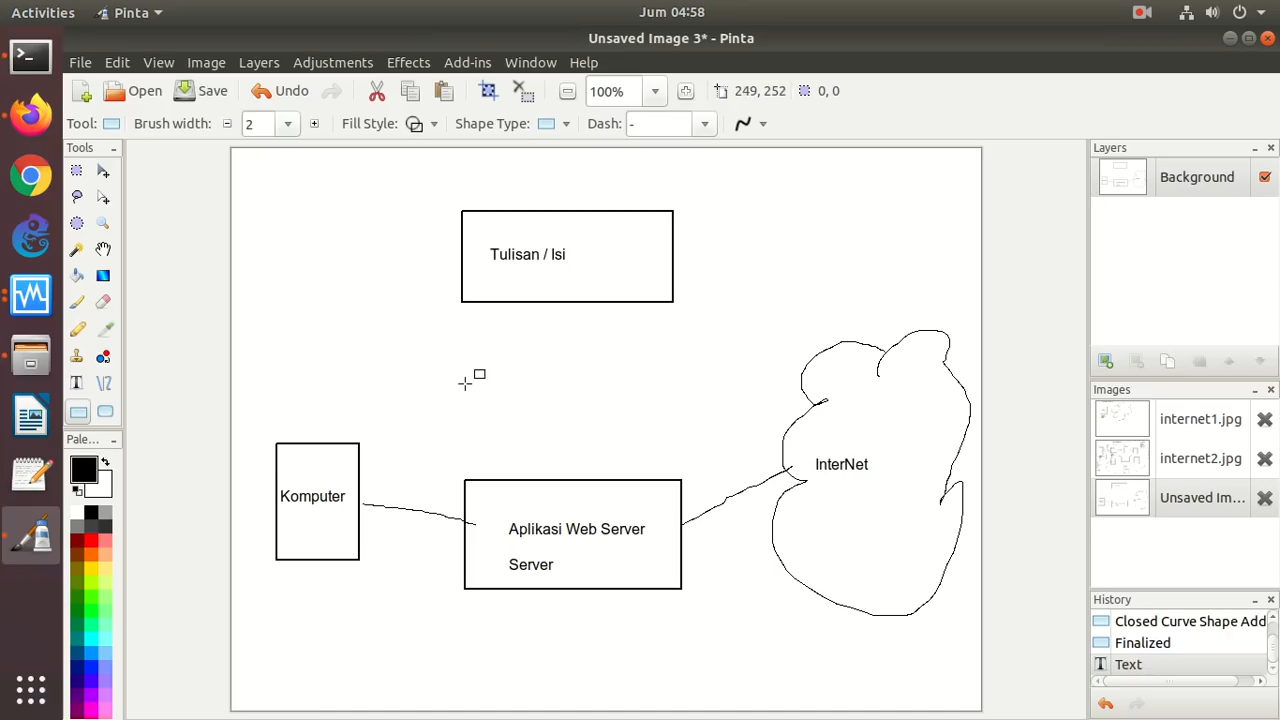 Activities
Pinta
Jum 04:58
Unsaved Image 3* - Pinta
File Edit View Image Layers Adjustments Effects Add-ins Window Help
Open Save Undo 100% 249, 252 0, 0
Tool: Brush width: 2 Fill Style: Shape Type: Dash: -
Tools
Layers
Background
Tulisan / Isi
Images
internet1.jpg
internet2.jpg
Unsaved Im...
Pale...
InterNet
Komputer
Aplikasi Web Server
Server
History
Closed Curve Shape Add
Finalized
Text